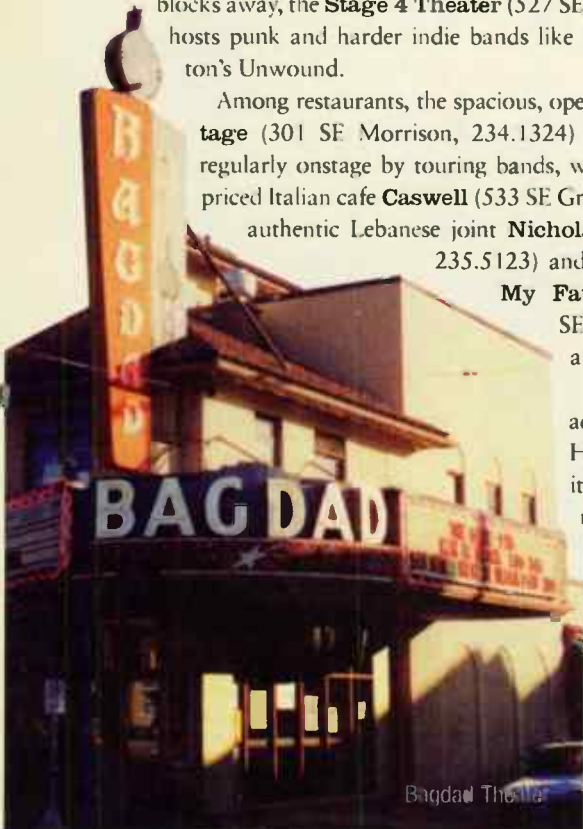 blocks away, the Stage 4 Theater (527 SE
hosts punk and harder indie bands like
ton's Unwound.
Among restaurants, the spacious, ope
tage (301 SE Morrison, 234.1324)
regularly onstage by touring bands, w
priced Italian cafe Caswell (533 SE Gr
authentic Lebanese joint Nichol
235.5123) and
My Fa
SE
a
ac
H
it
BAGDAD
BAGDAD
Bagdad Theater